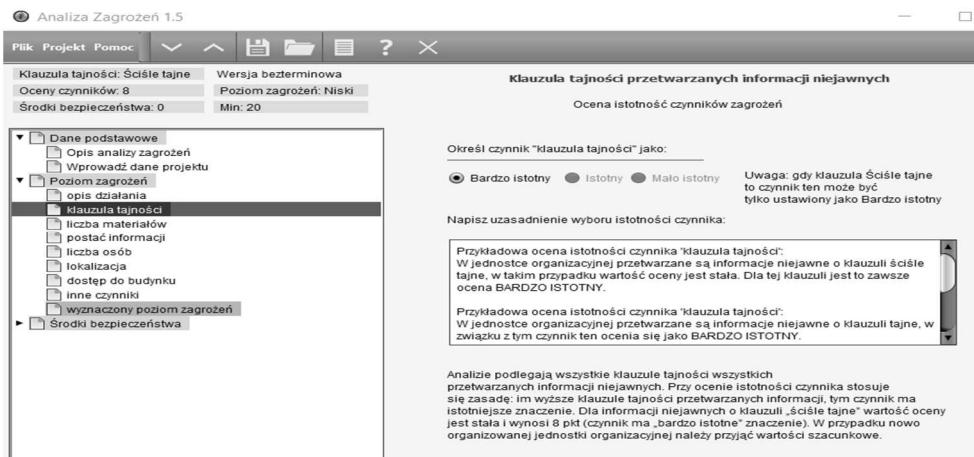 Analiza Zagrożeń 1.5
Plik Projekt Pomoc
Klauzula tajności: Ściśle tajne
Wersja bezterminowa
Oceny czynników: 8
Poziom zagrożeń: Niski
Środki bezpieczeństwa: 0
Min: 20
Dane podstawowe
Opis analizy zagrożeń
Wprowadź dane projektu
Poziom zagrożeń
opis działania
klauzula tajności
liczba materiałów
postać informacji
liczba osób
lokalizacja
dostęp do budynku
inne czynniki
wyznaczony poziom zagrożeń
Środki bezpieczeństwa
Klauzula tajności przetwarzanych informacji niejawnych
Ocena istotność czynników zagrożeń
Określ czynnik "klauzula tajności" jako:
Bardzo istotny Istotny Mało istotny
Uwaga: gdy klauzula Ściśle tajne
to czynnik ten może być
tylko ustawiony jako Bardzo istotny
Napisz uzasadnienie wyboru istotności czynnika:
Przykładowa ocena istotności czynnika 'klauzula tajności':
W jednostce organizacyjnej przetwarzane są informacje niejawne o klauzuli ściśle
tajne, w takim przypadku wartość oceny jest stała. Dla tej klauzuli jest to zawsze
ocena BARDZO ISTOTNY.
Przykładowa ocena istotności czynnika 'klauzula tajności':
W jednostce organizacyjnej przetwarzane są informacje niejawne o klauzuli tajne, w
związku z tym czynnik ten ocenia się jako BARDZO ISTOTNY.
Analizie podlegają wszystkie klauzule tajności wszystkich
przetwarzanych informacji niejawnych. Przy ocenie istotności czynnika stosuje
się zasadę: im wyższe klauzule tajności przetwarzanych informacji, tym czynnik ma
istotniejsze znaczenie. Dla informacji niejawnych o klauzuli „ściśle tajne” wartość oceny
jest stała i wynosi 8 pkt (czynnik ma „bardzo istotne” znaczenie). W przypadku nowo
organizowanej jednostki organizacyjnej należy przyjąć wartości szacunkowe.